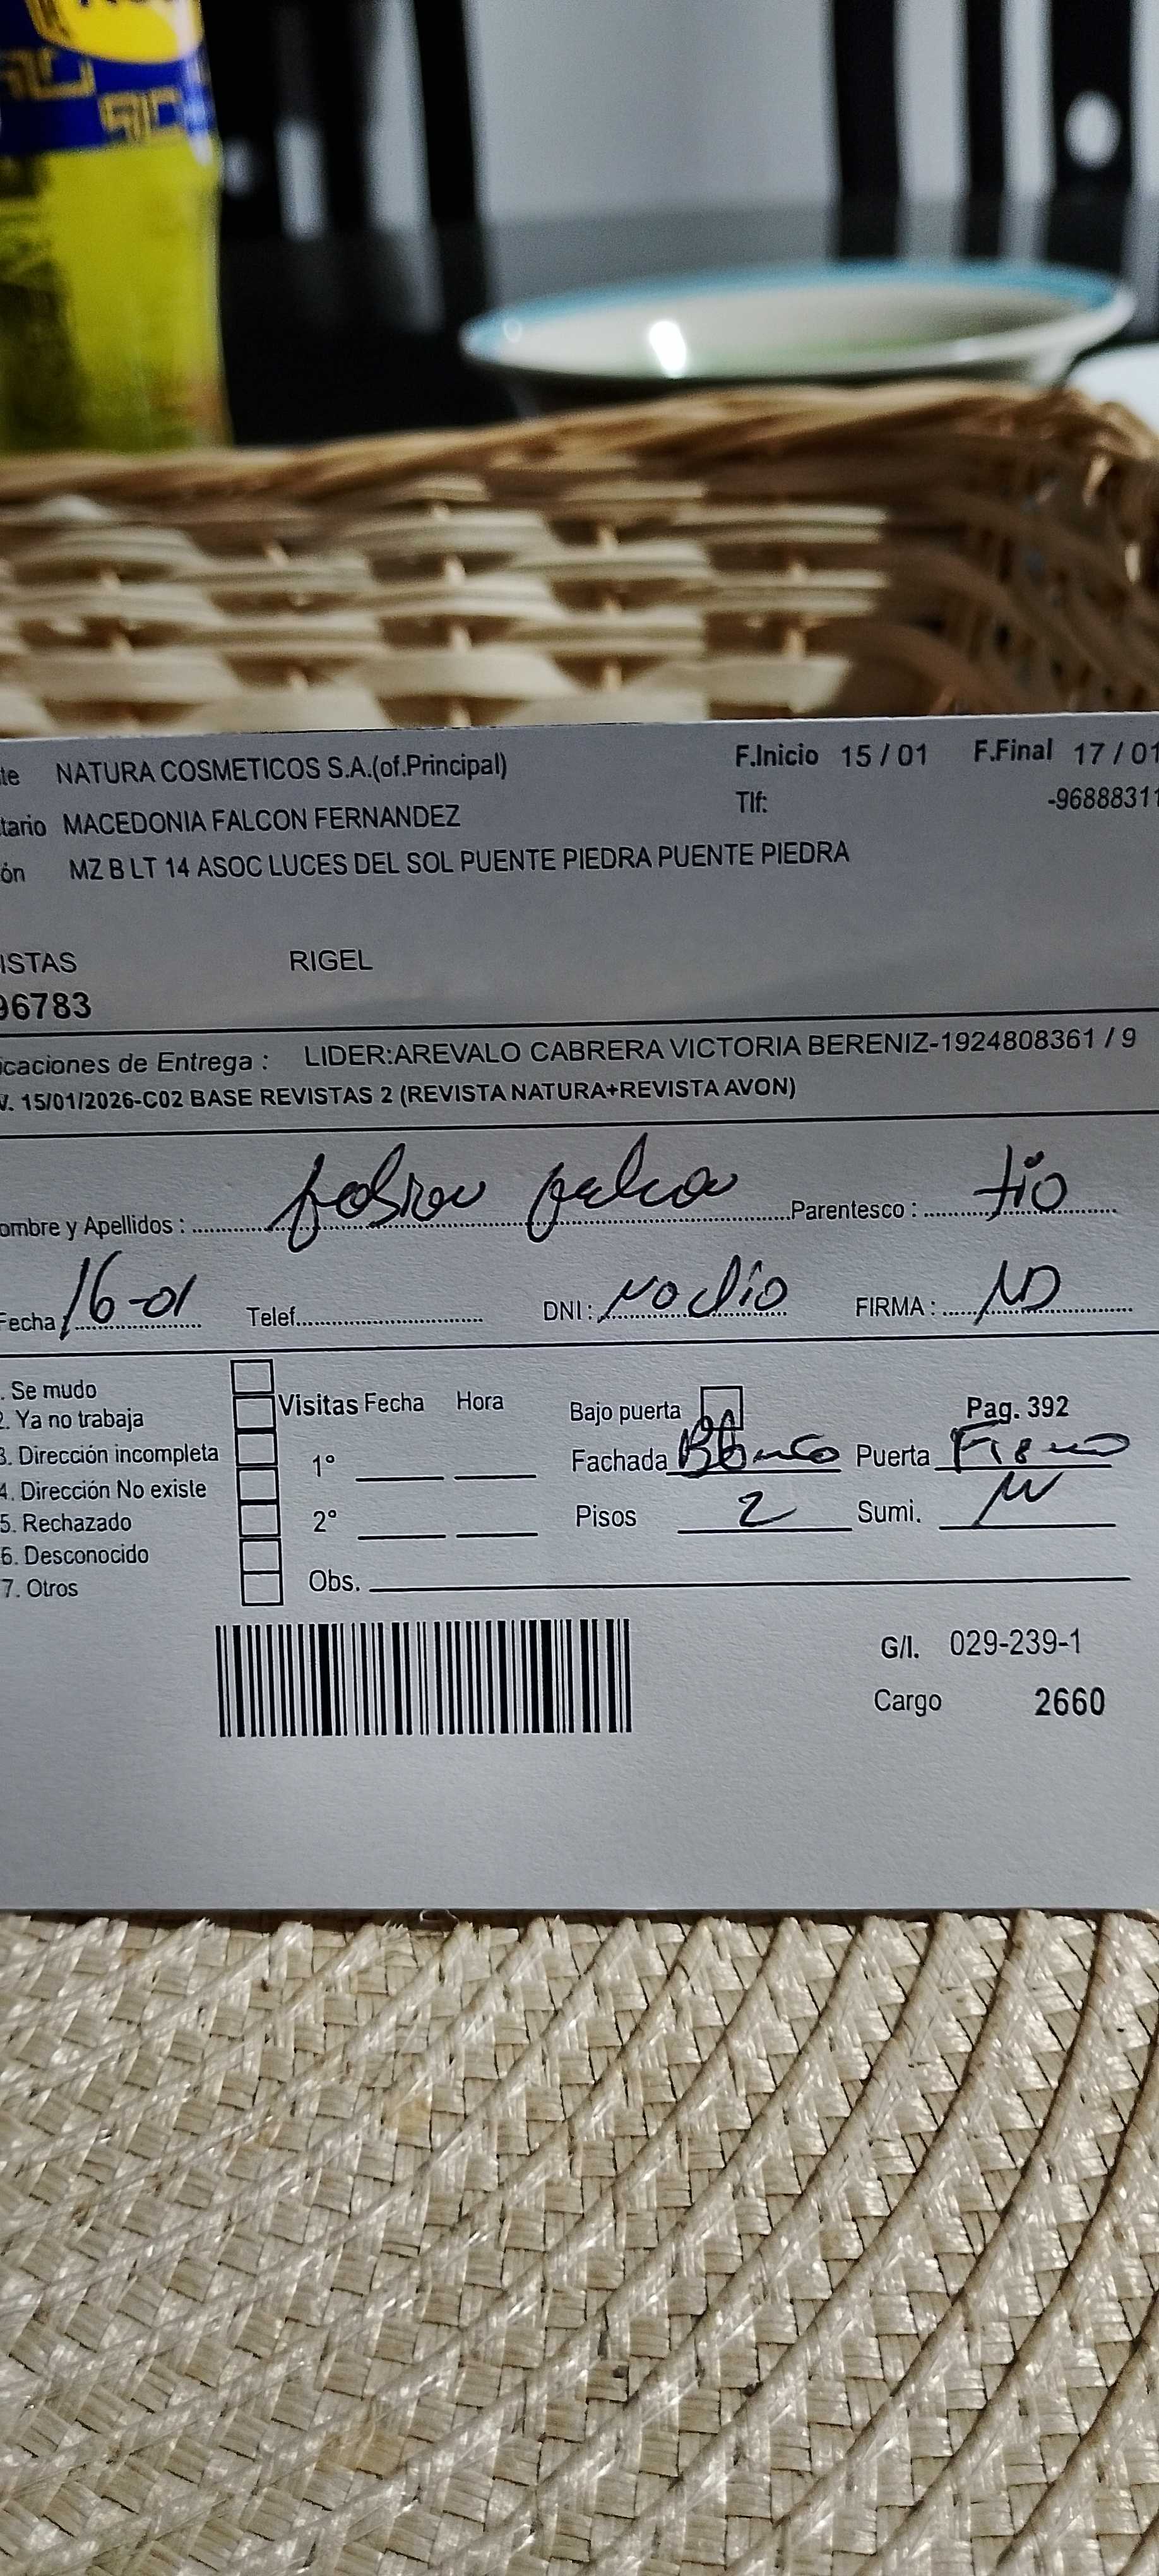 te NATURA COSMETICOS S.A.(of.Principal) F.Inicio 15 / 01 F.Final 17 / 01
tario MACEDONIA FALCON FERNANDEZ Tlf: -96888311
ón MZ B LT 14 ASOC LUCES DEL SOL PUENTE PIEDRA PUENTE PIEDRA
ISTAS RIGEL
96783
icaciones de Entrega : LIDER:AREVALO CABRERA VICTORIA BERENIZ-1924808361 / 9
V. 15/01/2026-C02 BASE REVISTAS 2 (REVISTA NATURA+REVISTA AVON)
ombre y Apellidos : Parentesco : tío
Fecha 16-01 Telef. DNI : No dio FIRMA : ND
. Se mudo
2. Ya no trabaja Visitas Fecha Hora Bajo puerta Pag. 392
3. Dirección incompleta 1° Fachada Blanco Puerta Fierro
4. Dirección No existe
5. Rechazado 2° Pisos 2 Sumi.
6. Desconocido
7. Otros Obs.
G/I. 029-239-1
Cargo 2660